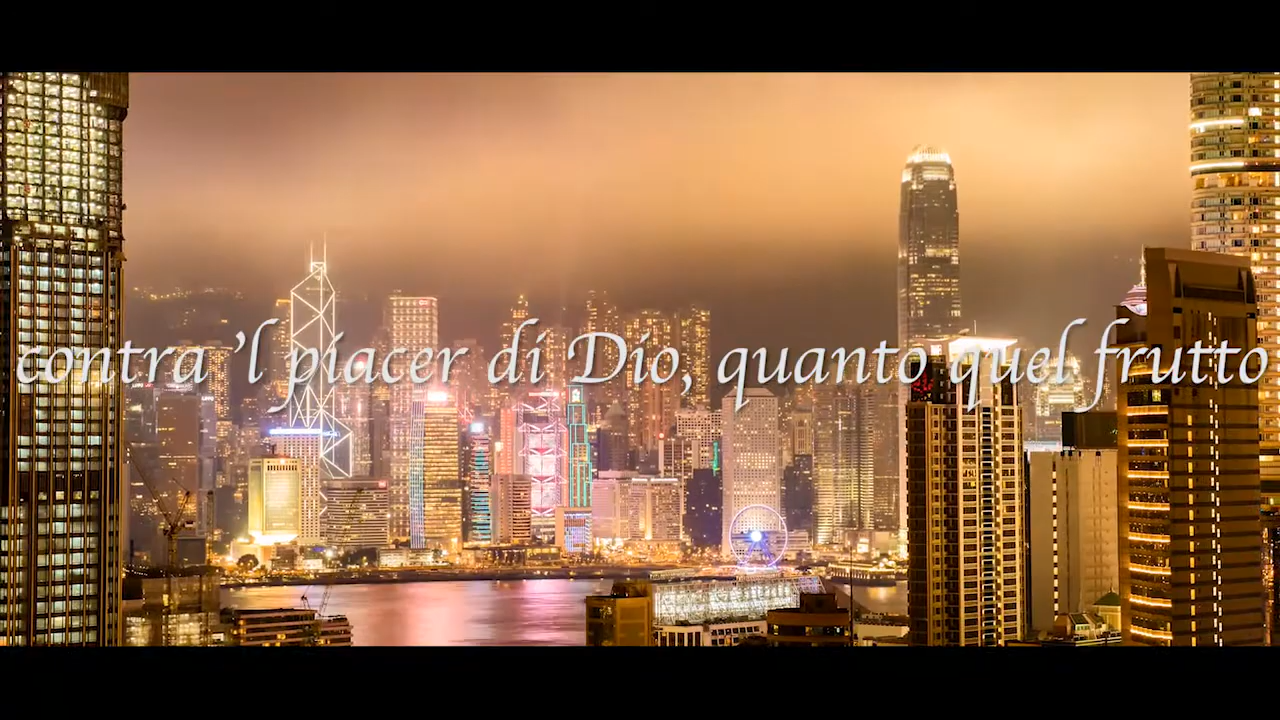 contra 'l piacer di Dio, quanto quel frutto